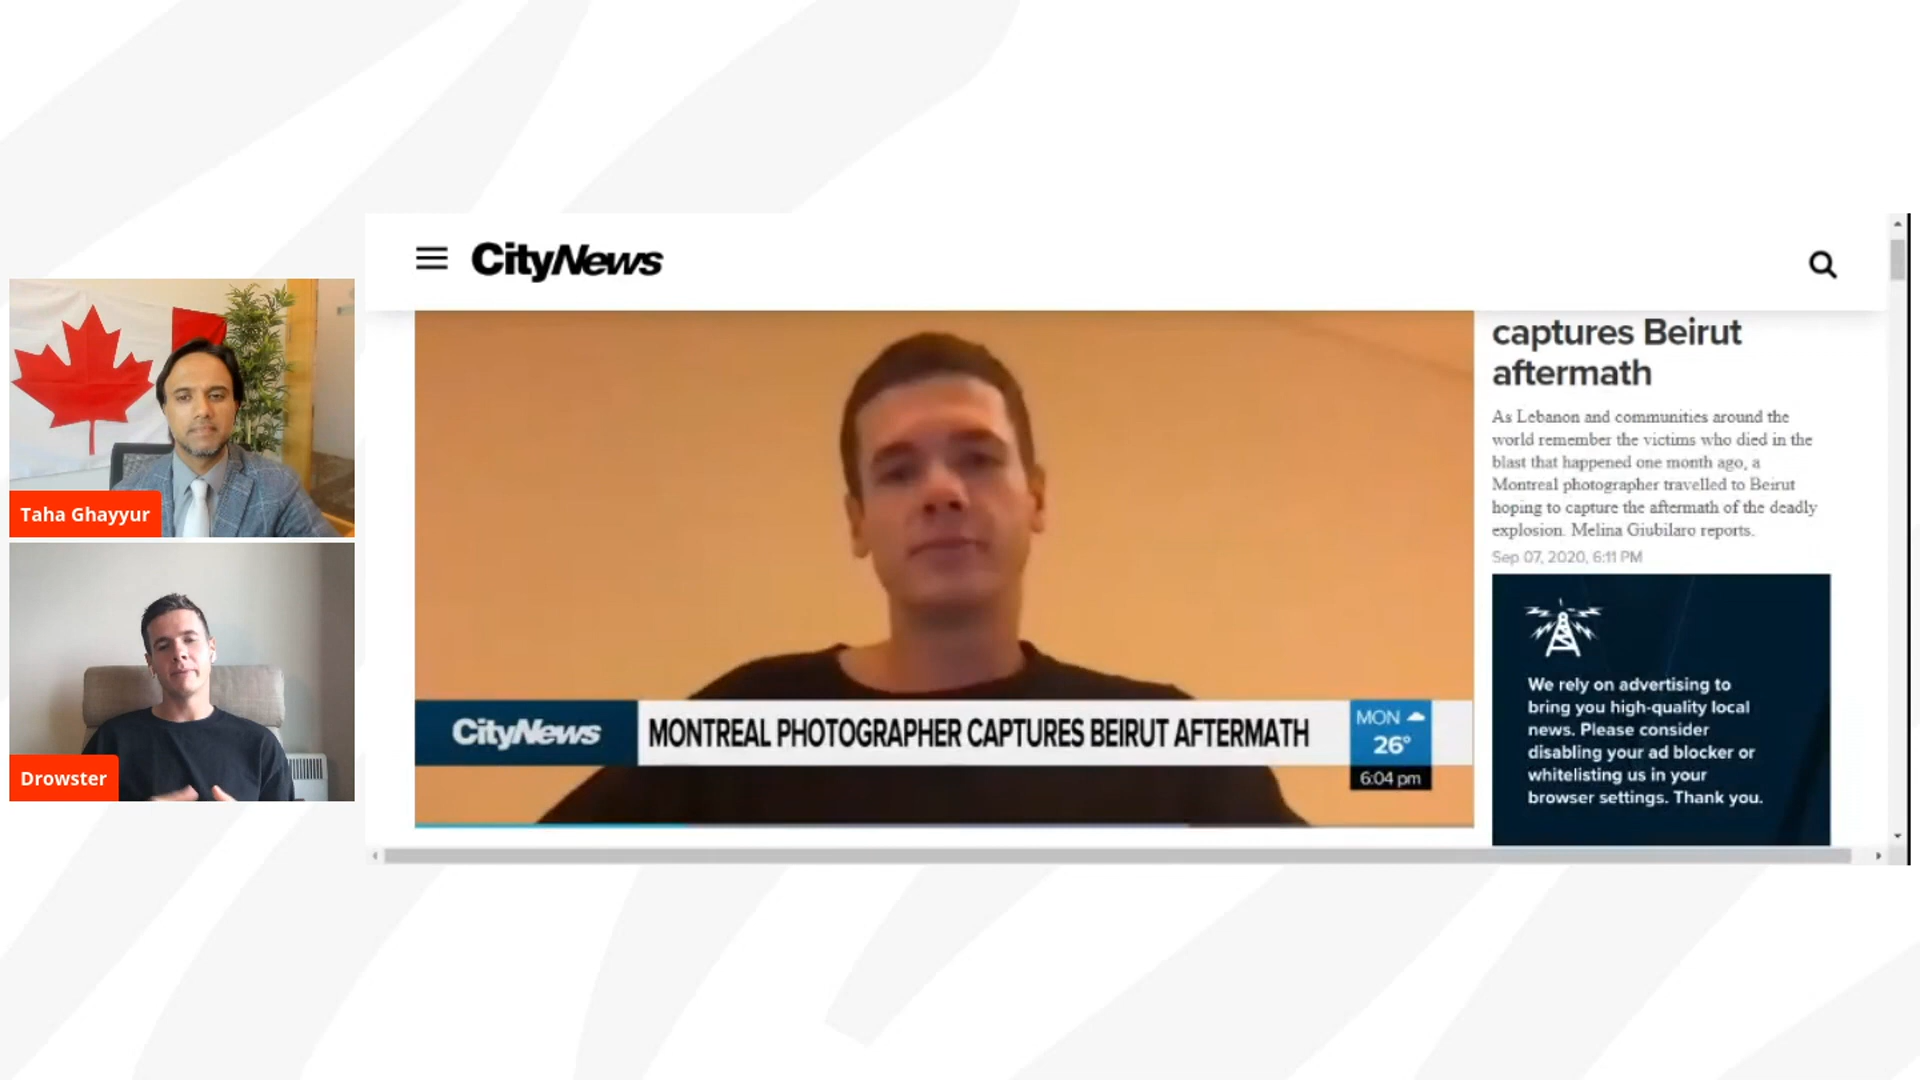 CityNews
Taha Ghayyur
Drowster
CityNews
MONTREAL PHOTOGRAPHER CAPTURES BEIRUT AFTERMATH
MON
26°
6:04 pm
captures Beirut
aftermath
As Lebanon and communities around the
world remember the victims who died in the
blast that happened one month ago, a
Montreal photographer travelled to Beirut
hoping to capture the aftermath of the deadly
explosion. Melina Giubilaro reports.
Sep 07, 2020, 6:11 PM
We rely on advertising to
bring you high-quality local
news. Please consider
disabling your ad blocker or
whitelisting us in your
browser settings. Thank you.